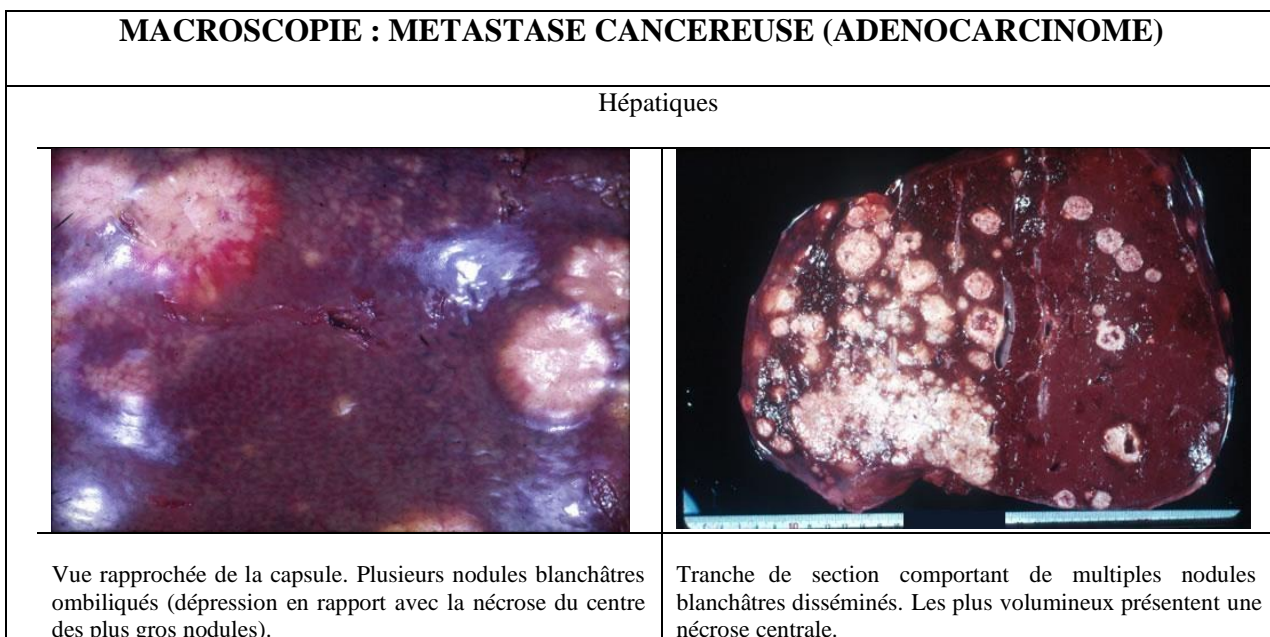 MACROSCOPIE : METASTASE CANCEREUSE (ADENOCARCINOME)
Hépatiques
Vue rapprochée de la capsule. Plusieurs nodules blanchâtres
ombiliqués (dépression en rapport avec la nécrose du centre
des plus gros nodules).
Tranche de section comportant de multiples nodules
blanchâtres disséminés. Les plus volumineux présentent une
nécrose centrale.